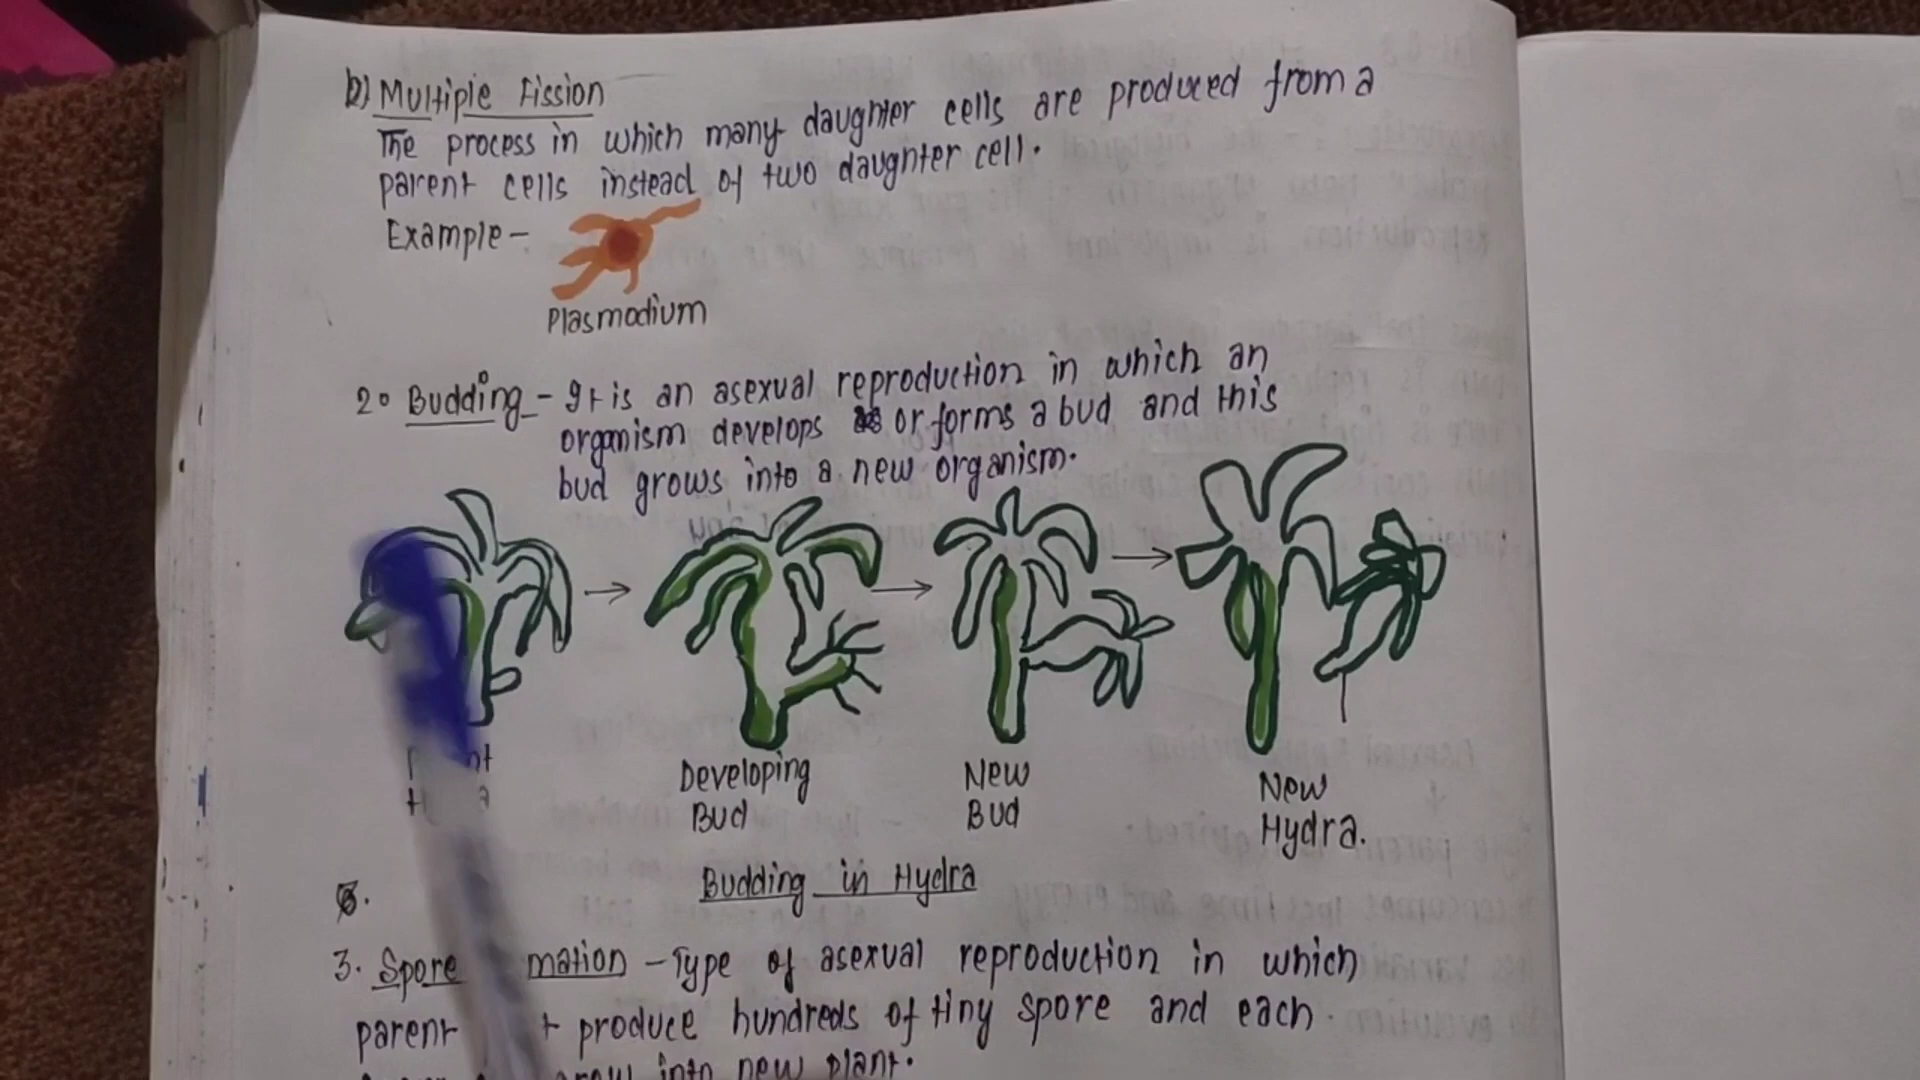 b) Multiple Fission
The process in which many daughter cells are produced from a
parent cells instead of two daughter cell.
Example -
Plasmodium
2. Budding - It is an asexual reproduction in which an
organism develops or forms a bud and this
bud grows into a new organism.
Developing
Bud
New
Bud
New
Hydra.
Budding in Hydra
3. Spore mation - Type of asexual reproduction in which
parent produce hundreds of tiny spore and each
into new plant.